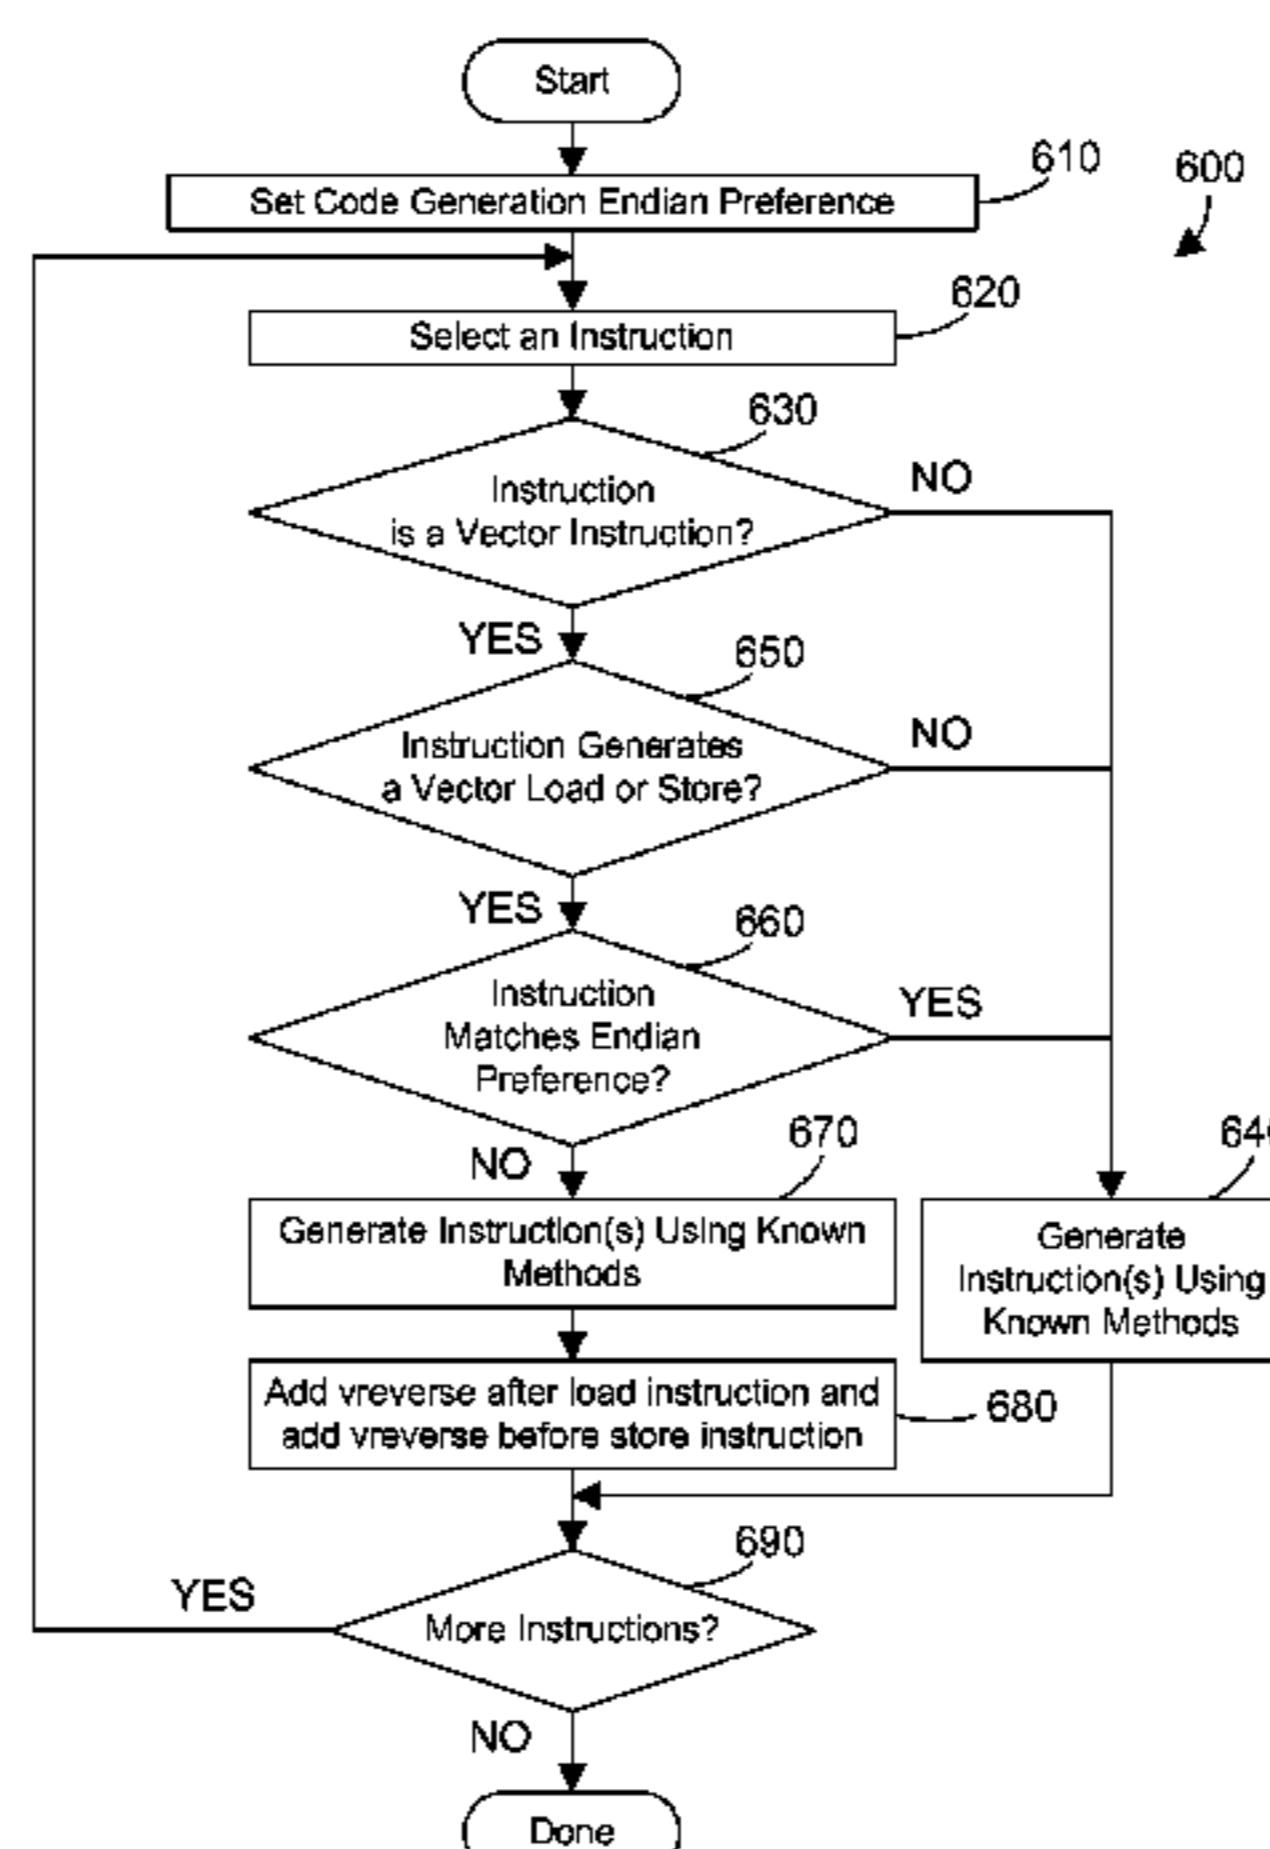 Start
610
600
Set Code Generation Endian Preference
620
Select an Instruction
630
NO
Instruction
is a Vector Instruction?
YES
650
NO
Instruction Generates
a Vector Load or Store?
YES
660
YES
Instruction
Matches Endian
Preference?
NO
670
Generate Instruction(s) Using Known
Methods
Generate
Instruction(s) Using
Known Methods
Add vreverse after load instruction and
add vreverse before store instruction
680
690
YES
More Instructions?
NO
Done